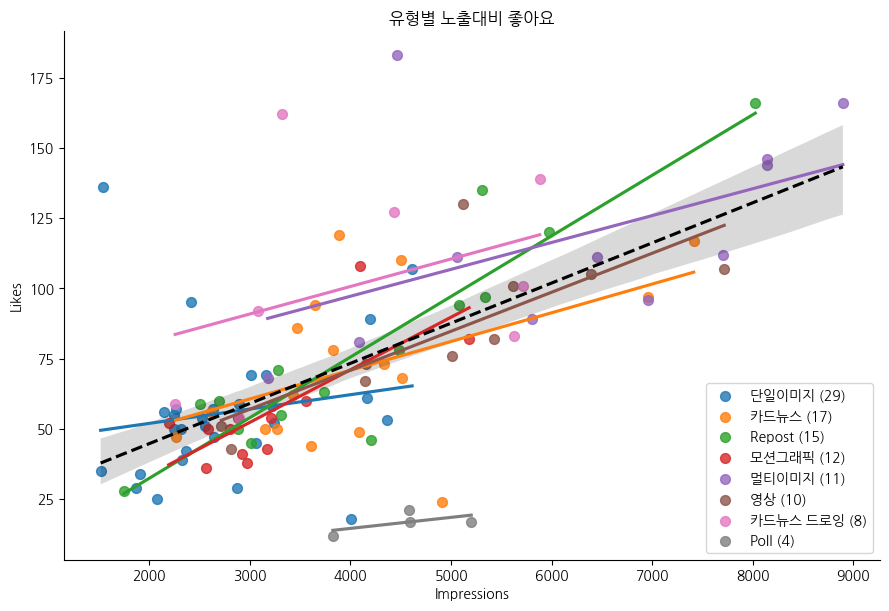 유형별 노출대비 좋아요
Likes
175
150
125
100
75
50
25
2000 3000 4000 5000 6000 7000 8000 9000
Impressions
단일이미지 (29)
카드뉴스 (17)
Repost (15)
모션그래픽 (12)
멀티이미지 (11)
영상 (10)
카드뉴스 드로잉 (8)
Poll (4)